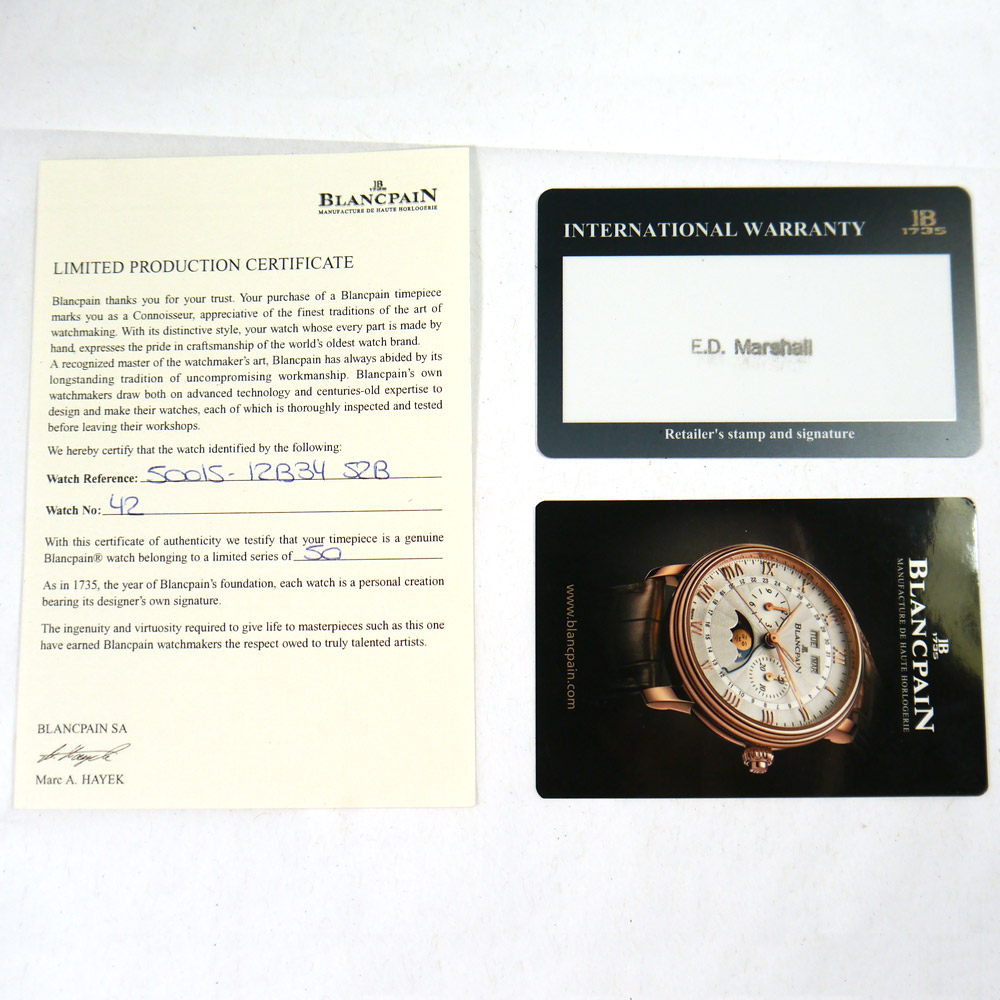 JB
1735
BLANCPAIN
MANUFACTURE DE HAUTE HORLOGERIE
LIMITED PRODUCTION CERTIFICATE
Blancpain thanks you for your trust. Your purchase of a Blancpain timepiece
marks you as a Connoisseur, appreciative of the finest traditions of the art of
watchmaking. With its distinctive style, your watch whose every part is made by
hand, expresses the pride in craftsmanship of the world's oldest watch brand.
A recognized master of the watchmaker's art, Blancpain has always abided by its
longstanding tradition of uncompromising workmanship. Blancpain's own
watchmakers draw both on advanced technology and centuries-old expertise to
design and make their watches, each of which is thoroughly inspected and tested
before leaving their workshops.
We hereby certify that the watch identified by the following:
Watch Reference: 50015-12B34 52B
Watch No: 42
With this certificate of authenticity we testify that your timepiece is a genuine
Blancpain® watch belonging to a limited series of 50
As in 1735, the year of Blancpain's foundation, each watch is a personal creation
bearing its designer's own signature.
The ingenuity and virtuosity required to give life to masterpieces such as this one
have earned Blancpain watchmakers the respect owed to truly talented artists.
BLANCPAIN SA
Marc A. HAYEK
INTERNATIONAL WARRANTY
JB
1735
E.D. Marshall
Retailer's stamp and signature
JB
1735
BLANCPAIN
MANUFACTURE DE HAUTE HORLOGERIE
BLANCPAIN
www.blancpain.com